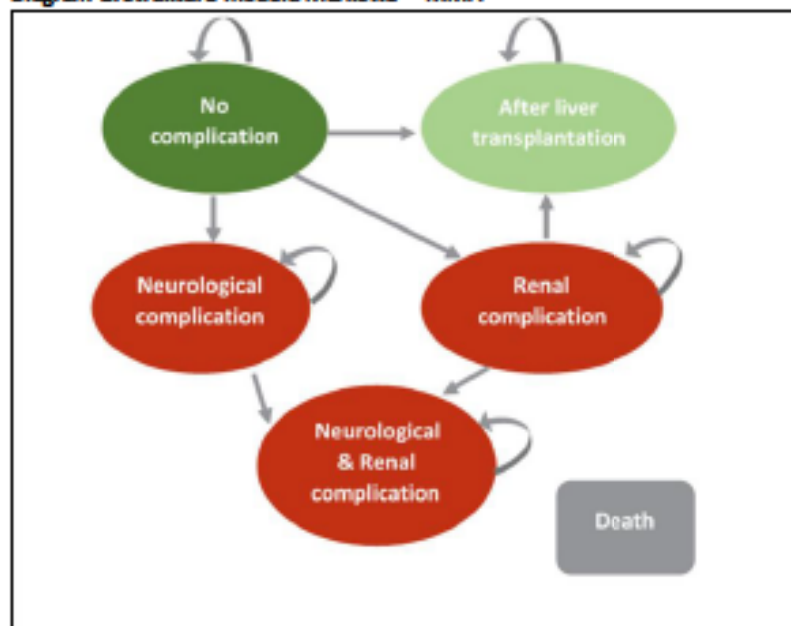 No
complication
After liver
transplantation
Neurological
complication
Renal
complication
Neurological
& Renal
complication
Death